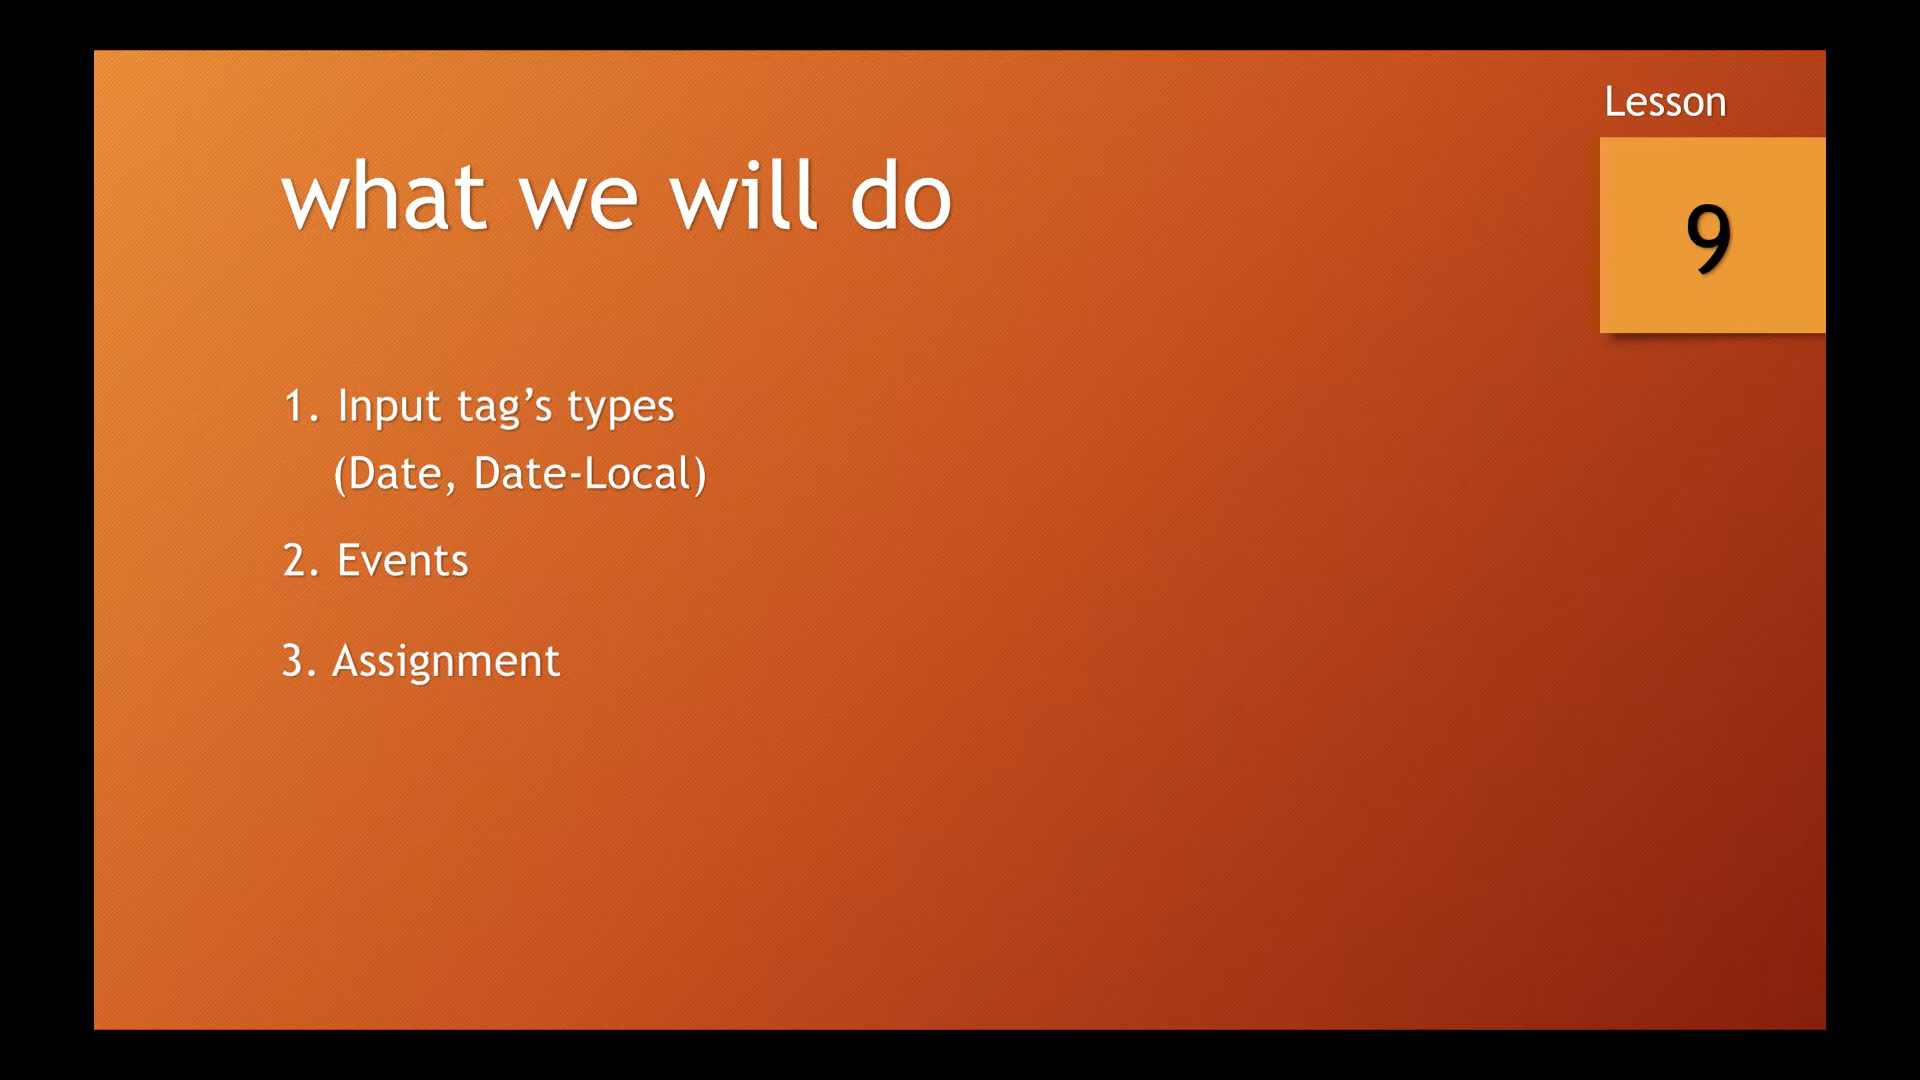 Lesson
9
what we will do
1. Input tag’s types
(Date, Date-Local)
2. Events
3. Assignment